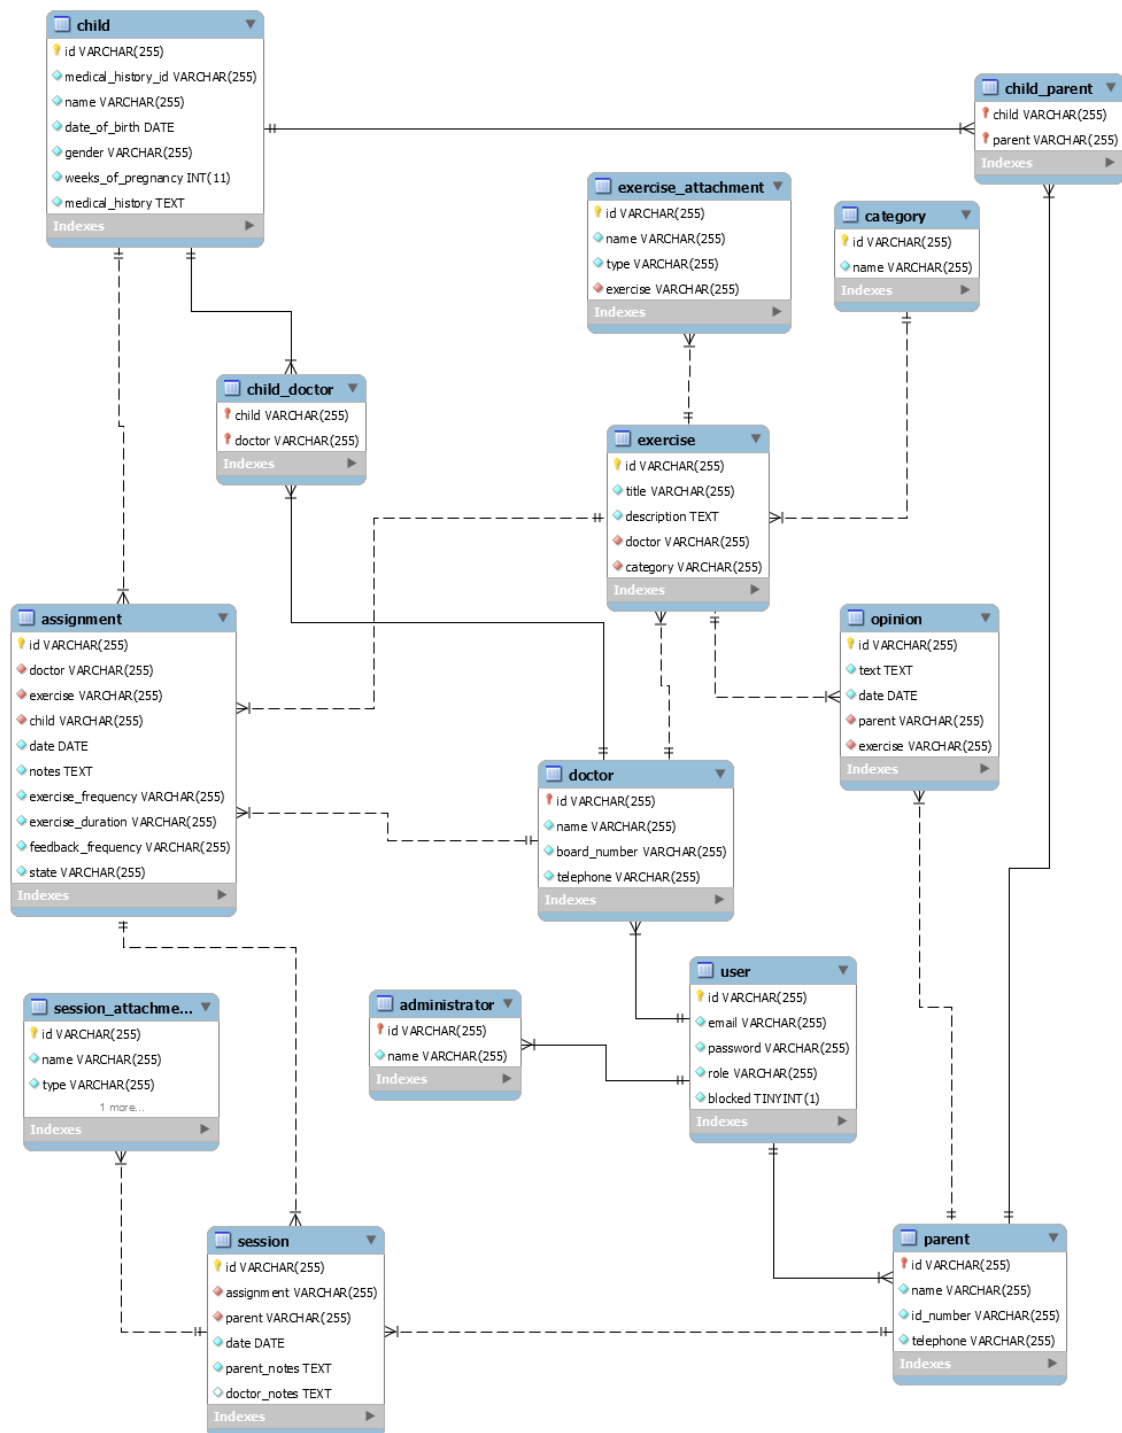 child
id VARCHAR(255)
medical_history_id VARCHAR(255)
name VARCHAR(255)
date_of_birth DATE
gender VARCHAR(255)
weeks_of_pregnancy INT(11)
medical_history TEXT
Indexes
child_parent
child VARCHAR(255)
parent VARCHAR(255)
Indexes
exercise_attachment
id VARCHAR(255)
name VARCHAR(255)
type VARCHAR(255)
exercise VARCHAR(255)
Indexes
category
id VARCHAR(255)
name VARCHAR(255)
Indexes
child_doctor
child VARCHAR(255)
doctor VARCHAR(255)
Indexes
exercise
id VARCHAR(255)
title VARCHAR(255)
description TEXT
doctor VARCHAR(255)
category VARCHAR(255)
Indexes
assignment
id VARCHAR(255)
doctor VARCHAR(255)
exercise VARCHAR(255)
child VARCHAR(255)
date DATE
notes TEXT
exercise_frequency VARCHAR(255)
exercise_duration VARCHAR(255)
feedback_frequency VARCHAR(255)
state VARCHAR(255)
Indexes
opinion
id VARCHAR(255)
text TEXT
date DATE
parent VARCHAR(255)
exercise VARCHAR(255)
Indexes
doctor
id VARCHAR(255)
name VARCHAR(255)
board_number VARCHAR(255)
telephone VARCHAR(255)
Indexes
user
id VARCHAR(255)
email VARCHAR(255)
password VARCHAR(255)
role VARCHAR(255)
blocked TINYINT(1)
Indexes
session_attachme...
id VARCHAR(255)
name VARCHAR(255)
type VARCHAR(255)
1 more...
Indexes
administrator
id VARCHAR(255)
name VARCHAR(255)
Indexes
session
id VARCHAR(255)
assignment VARCHAR(255)
parent VARCHAR(255)
date DATE
parent_notes TEXT
doctor_notes TEXT
Indexes
parent
id VARCHAR(255)
name VARCHAR(255)
id_number VARCHAR(255)
telephone VARCHAR(255)
Indexes